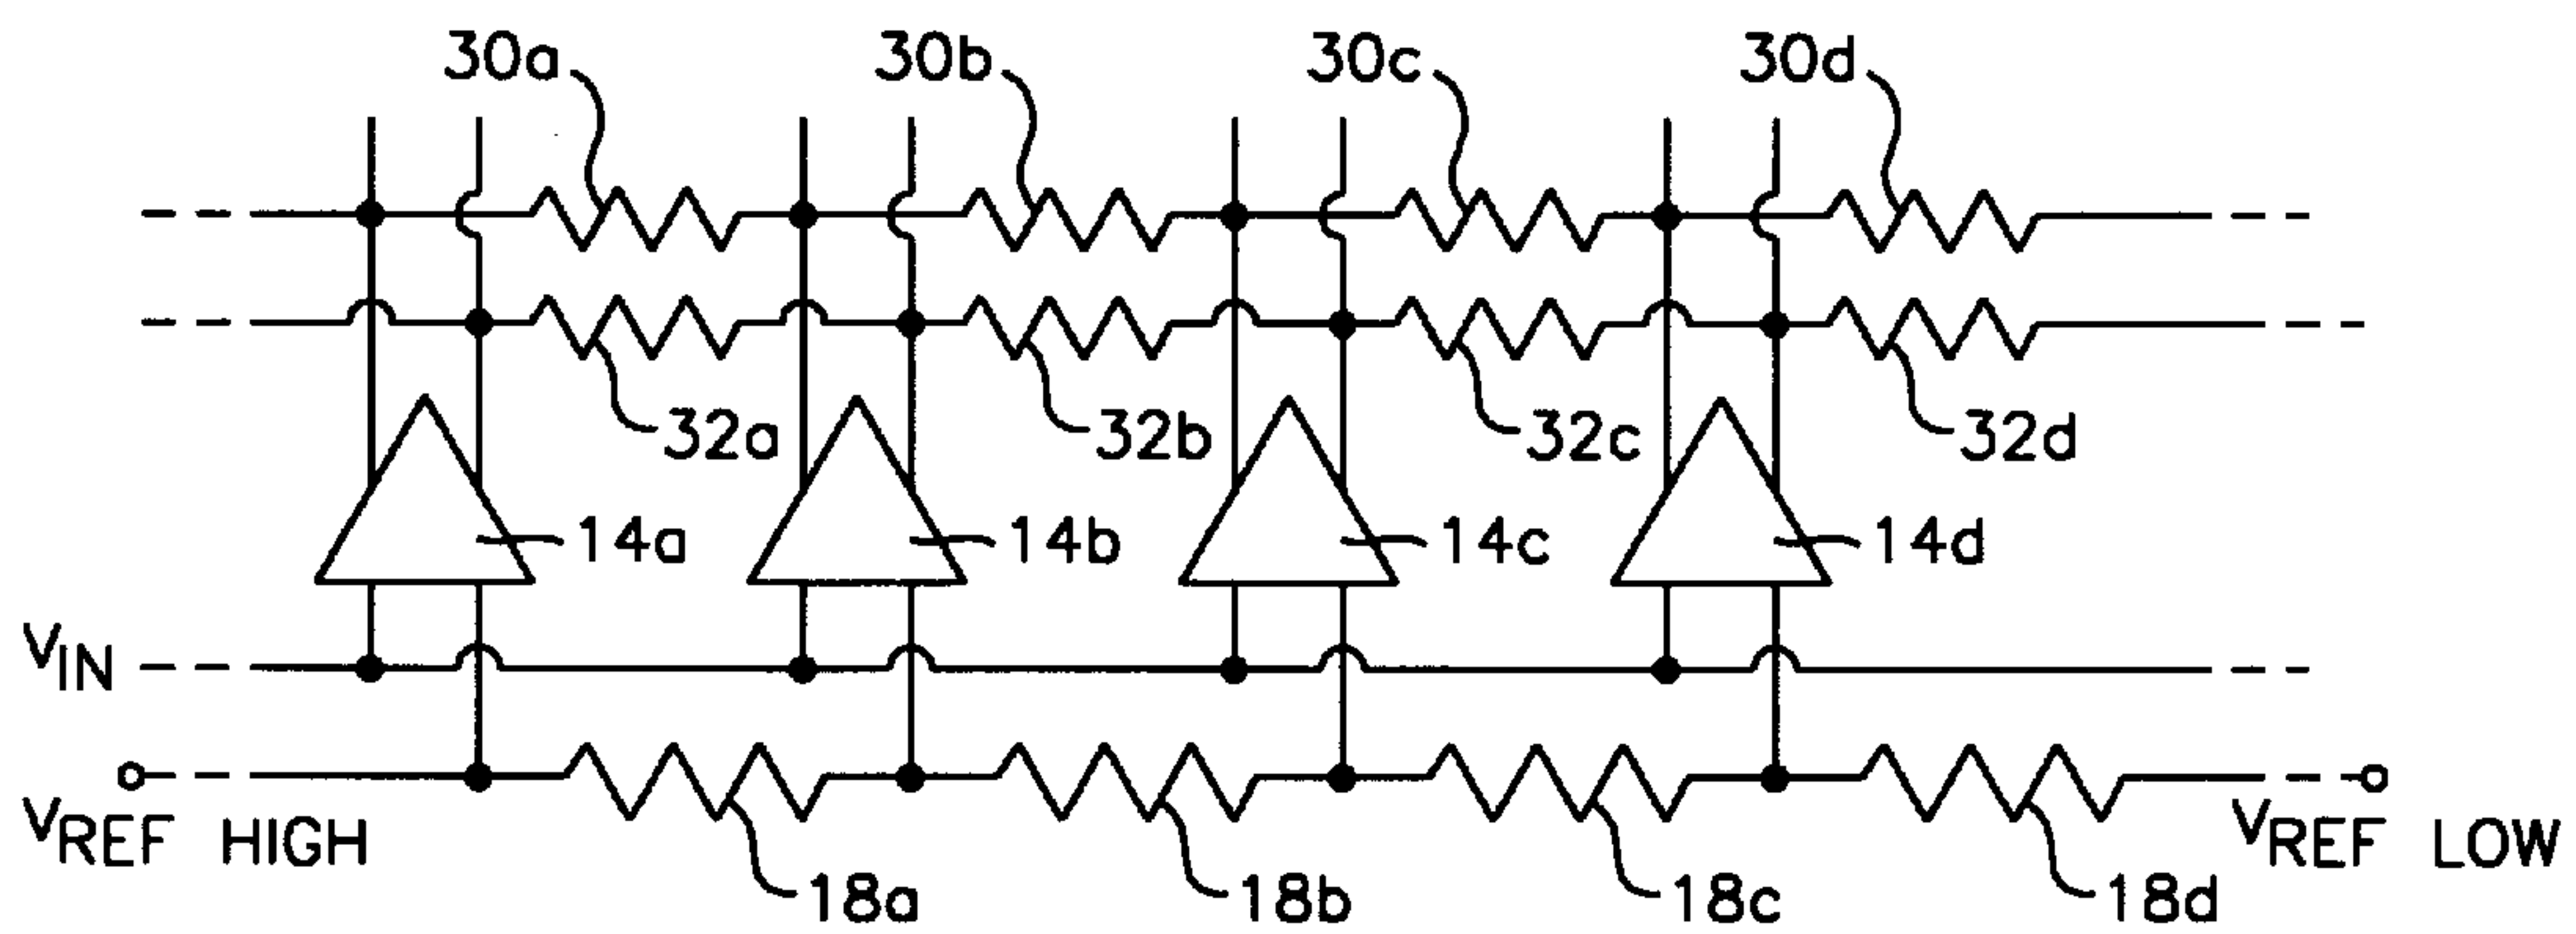 30a 30b 30c 30d
32a 32b 32c 32d
14a 14b 14c 14d
VIN
VREF HIGH VREF LOW
18a 18b 18c 18d